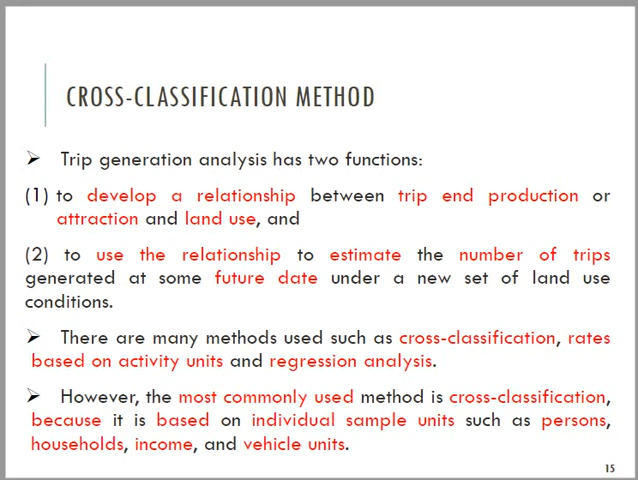 CROSS-CLASSIFICATION METHOD
➢ Trip generation analysis has two functions:
(1) to develop a relationship between trip end production or
attraction and land use, and
(2) to use the relationship to estimate the number of trips
generated at some future date under a new set of land use
conditions.
➢ There are many methods used such as cross-classification, rates
based on activity units and regression analysis.
➢ However, the most commonly used method is cross-classification,
because it is based on individual sample units such as persons,
households, income, and vehicle units.
15